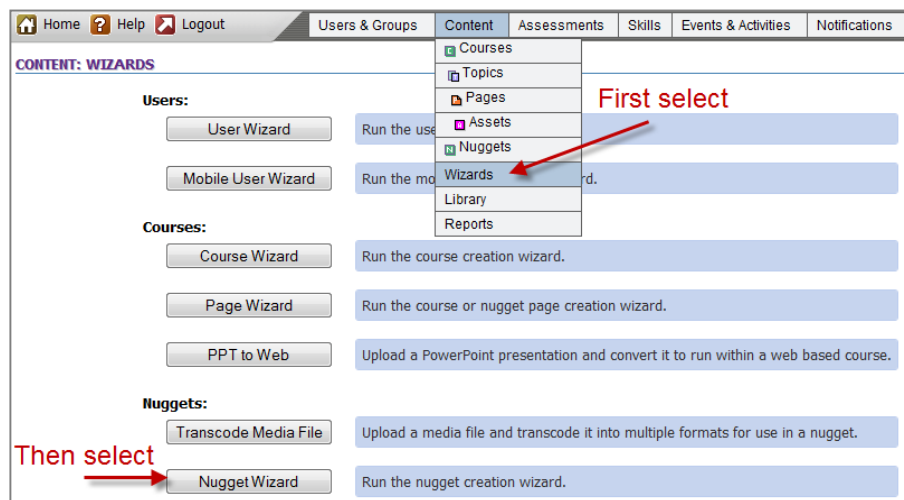 Home Help Logout Users & Groups Content Assessments Skills Events & Activities Notifications
Courses
Topics
Pages
Assets
Nuggets
Wizards
Library
Reports
First select
CONTENT: WIZARDS
Users:
User Wizard Run the use
Mobile User Wizard Run the mo rd.
Courses:
Course Wizard Run the course creation wizard.
Page Wizard Run the course or nugget page creation wizard.
PPT to Web Upload a PowerPoint presentation and convert it to run within a web based course.
Nuggets:
Transcode Media File Upload a media file and transcode it into multiple formats for use in a nugget.
Then select
Nugget Wizard Run the nugget creation wizard.